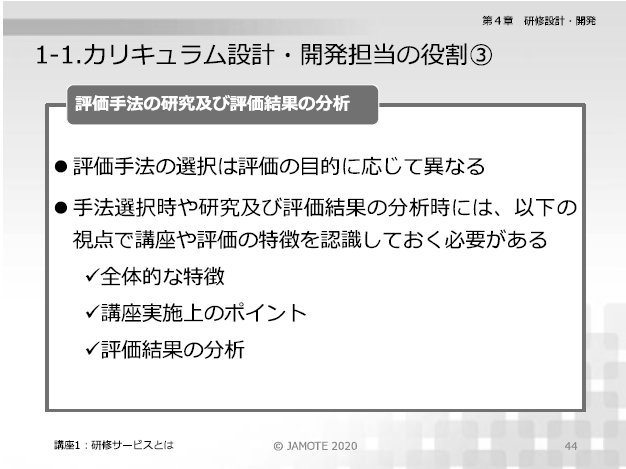 第４章　研修設計・開発
1-1.カリキュラム設計・開発担当の役割③
評価手法の研究及び評価結果の分析
● 評価手法の選択は評価の目的に応じて異なる
● 手法選択時や研究及び評価結果の分析時には、以下の
視点で講座や評価の特徴を認識しておく必要がある
✓全体的な特徴
✓講座実施上のポイント
✓評価結果の分析
講座1：研修サービスとは
© JAMOTE 2020
44